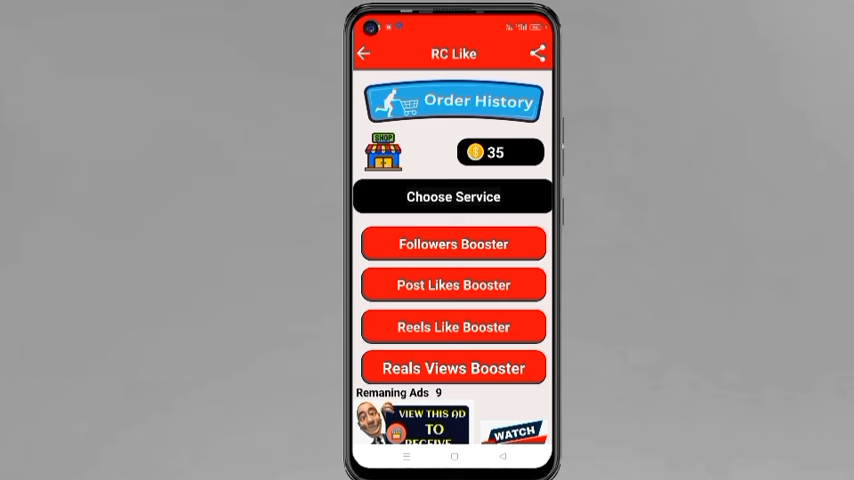 RC Like
Order History
SHOP
35
Choose Service
Followers Booster
Post Likes Booster
Reels Like Booster
Reals Views Booster
Remaning Ads 9
VIEW THIS AD
TO
RECEIVE
WATCH